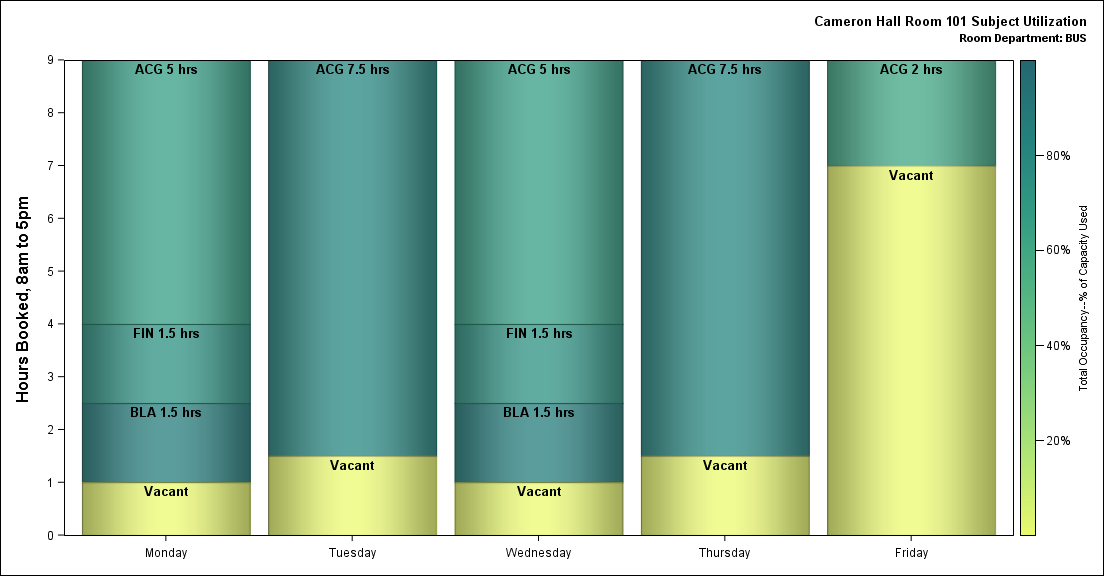 Cameron Hall Room 101 Subject Utilization
Room Department: BUS
Hours Booked, 8am to 5pm
9
8
7
6
5
4
3
2
1
0
ACG 5 hrs
FIN 1.5 hrs
BLA 1.5 hrs
Vacant
ACG 7.5 hrs
Vacant
ACG 5 hrs
FIN 1.5 hrs
BLA 1.5 hrs
Vacant
ACG 7.5 hrs
Vacant
ACG 2 hrs
Vacant
Monday
Tuesday
Wednesday
Thursday
Friday
80%
60%
40%
20%
Total Occupancy--% of Capacity Used